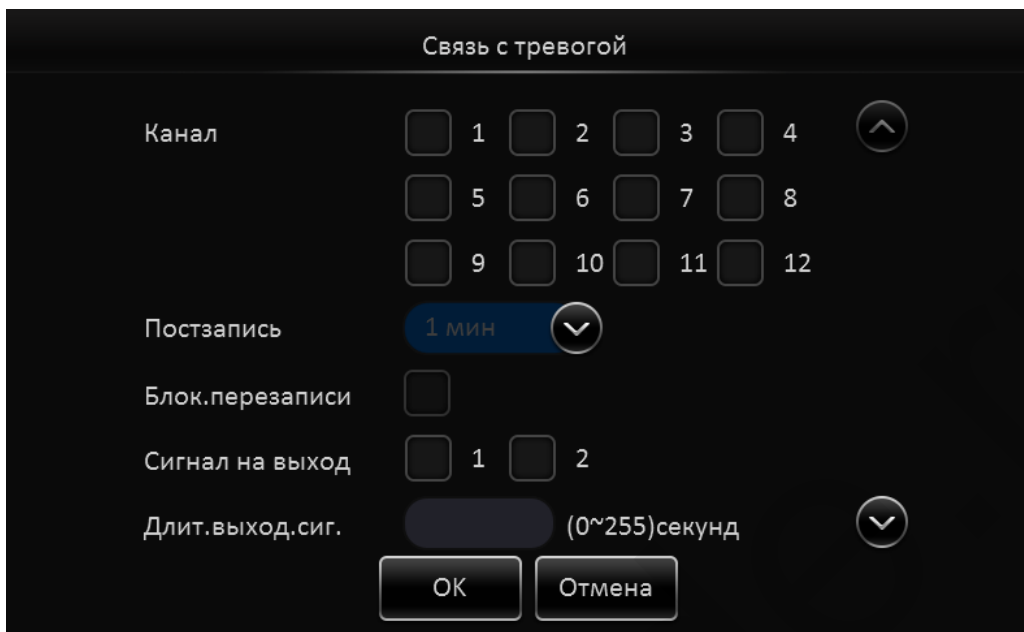 Связь с тревогой
Канал 1 2 3 4
5 6 7 8
9 10 11 12
Постзапись 1 мин
Блок.перезаписи
Сигнал на выход 1 2
Длит.выход.сиг. (0~255)секунд
OK Отмена